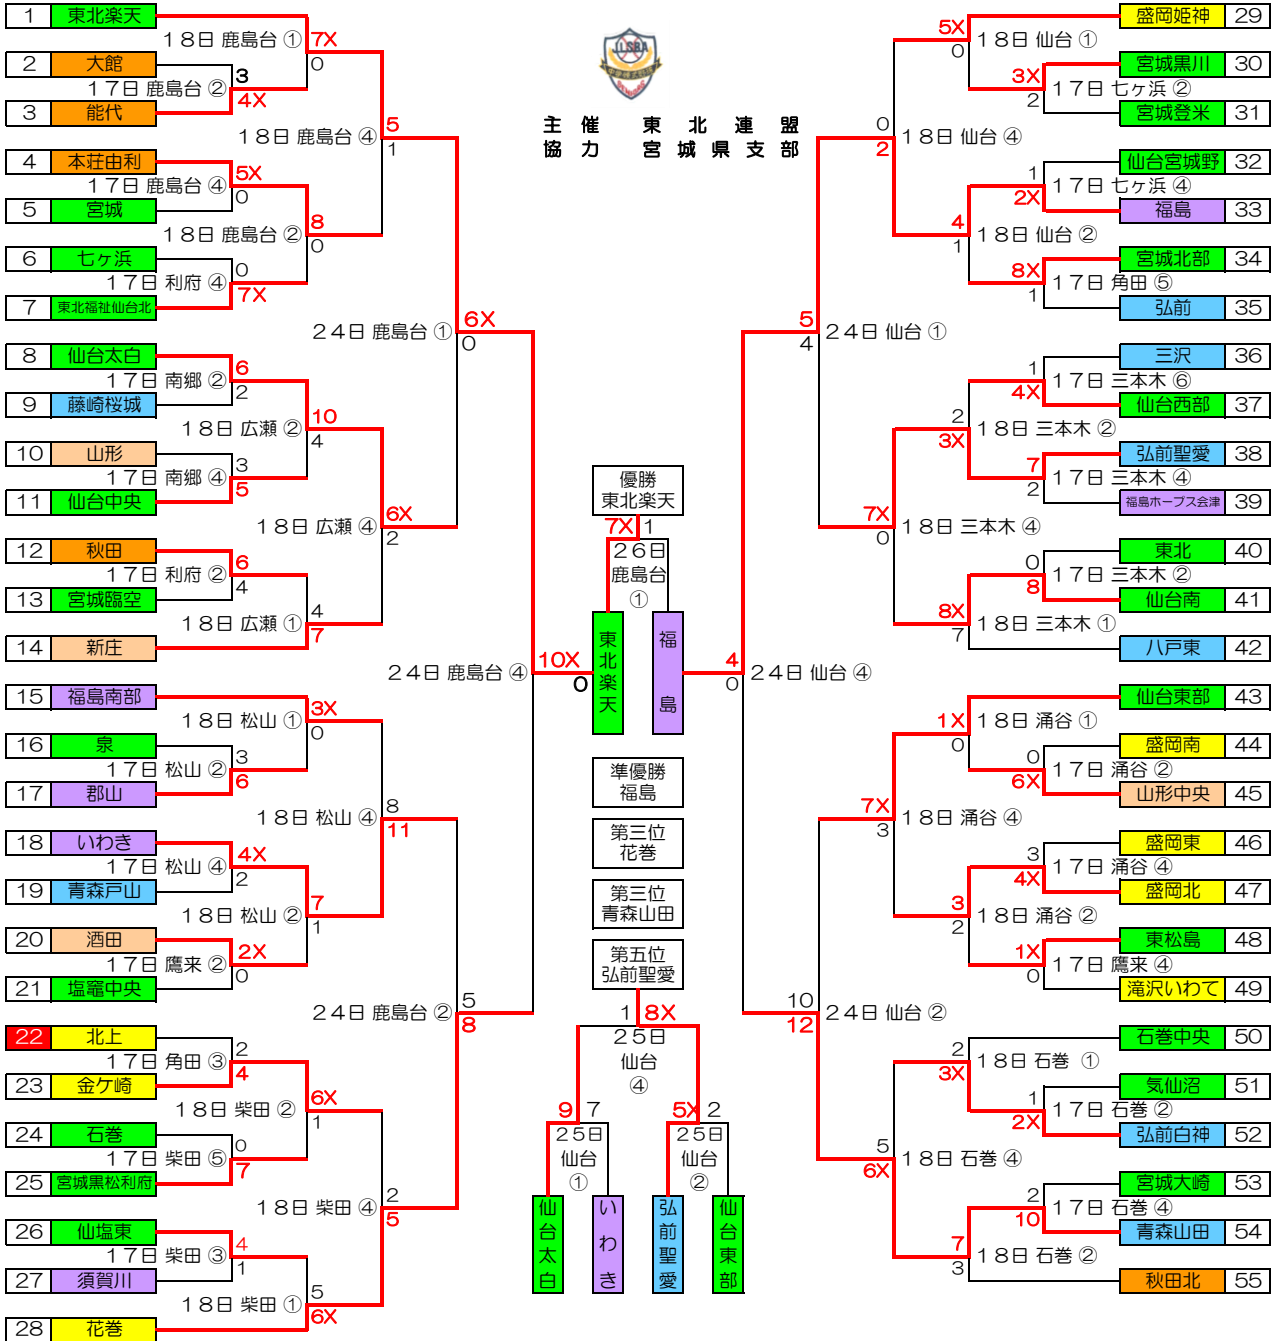 JLSBA
主催 東北連盟
協力 宮城県支部
1 東北楽天
18日 鹿島台 ① 7X 0
2 大館
17日 鹿島台 ② 3 4X
3 能代
18日 鹿島台 ④ 5 1
4 本荘由利
17日 鹿島台 ④ 5X 0
5 宮城
18日 鹿島台 ② 8 0
6 七ヶ浜
17日 利府 ④ 0 7X
7 東北福祉仙台北
24日 鹿島台 ① 6X 0
8 仙台太白
17日 南郷 ② 6 2
9 藤崎桜城
18日 広瀬 ② 10 4
10 山形
17日 南郷 ④ 3 5
11 仙台中央
18日 広瀬 ④ 6X 2
12 秋田
17日 利府 ② 6 4
13 宮城臨空
18日 広瀬 ① 4 7
14 新庄
24日 鹿島台 ④ 10X 0
15 福島南部
18日 松山 ① 3X 0
16 泉
17日 松山 ② 3 6
17 郡山
18日 松山 ④ 8 11
18 いわき
17日 松山 ④ 4X 2
19 青森戸山
18日 松山 ② 7 1
20 酒田
17日 鷹来 ② 2X 0
21 塩竈中央
24日 鹿島台 ② 5 8
22 北上
17日 角田 ③ 2 4
23 金ケ崎
18日 柴田 ② 6X 1
24 石巻
17日 柴田 ⑤ 0 7
25 宮城黒松利府
18日 柴田 ④ 2 5
26 仙塩東
17日 柴田 ③ 4 1
27 須賀川
18日 柴田 ① 5 6X
28 花巻
優勝
東北楽天
7X 1
26日
鹿島台
①
東北楽天
福島
準優勝
福島
第三位
花巻
第三位
青森山田
第五位
弘前聖愛
1 8X
25日
仙台
④
9 7
25日
仙台
①
5X 2
25日
仙台
②
仙台太白
いわき
弘前聖愛
仙台東部
盛岡姫神 29
5X 0 18日 仙台 ①
宮城黒川 30
3X 2 17日 七ヶ浜 ②
宮城登米 31
0 2 18日 仙台 ④
仙台宮城野 32
1 2X 17日 七ヶ浜 ④
福島 33
4 1 18日 仙台 ②
宮城北部 34
8X 1 17日 角田 ⑤
弘前 35
5 4 24日 仙台 ①
三沢 36
1 4X 17日 三本木 ⑥
仙台西部 37
2 3X 18日 三本木 ②
弘前聖愛 38
7 2 17日 三本木 ④
福島ホープス会津 39
7X 0 18日 三本木 ④
東北 40
0 8 17日 三本木 ②
仙台南 41
8X 7 18日 三本木 ①
八戸東 42
4 0 24日 仙台 ④
仙台東部 43
1X 0 18日 涌谷 ①
盛岡南 44
0 6X 17日 涌谷 ②
山形中央 45
7X 3 18日 涌谷 ④
盛岡東 46
3 4X 17日 涌谷 ④
盛岡北 47
3 2 18日 涌谷 ②
東松島 48
1X 0 17日 鷹来 ④
滝沢いわて 49
10 12 24日 仙台 ②
石巻中央 50
2 3X 18日 石巻 ①
気仙沼 51
1 2X 17日 石巻 ②
弘前白神 52
5 6X 18日 石巻 ④
宮城大崎 53
2 10 17日 石巻 ④
青森山田 54
7 3 18日 石巻 ②
秋田北 55